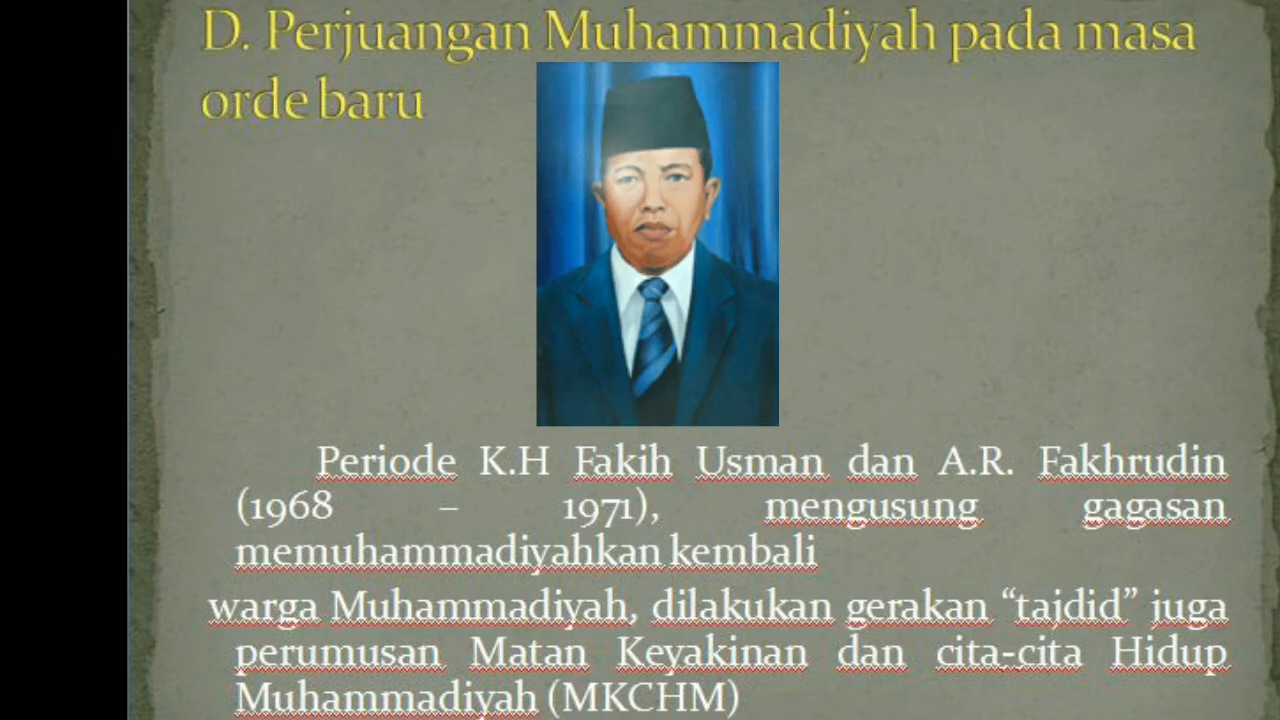 D. Perjuangan Muhammadiyah pada masa
orde baru
Periode K.H Fakih Usman dan A.R. Fakhrudin
(1968 – 1971), mengusung gagasan
memuhammadiyahkan kembali
warga Muhammadiyah, dilakukan gerakan “tajdid” juga
perumusan Matan Keyakinan dan cita-cita Hidup
Muhammadiyah (MKCHM)